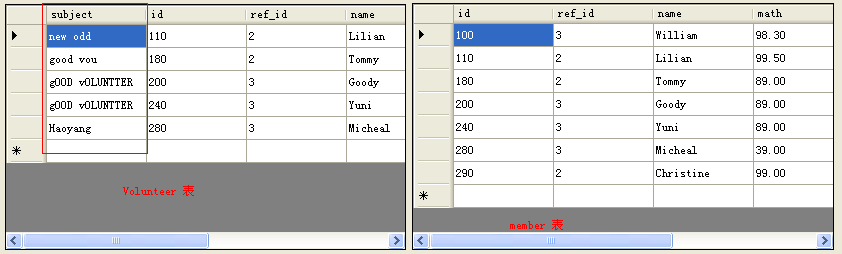 subject id ref_id name
new odd 110 2 Lilian
good vou 180 2 Tommy
gOOD vOLUNTTER 200 3 Goody
gOOD vOLUNTTER 240 3 Yuni
Haoyang 280 3 Micheal
Volunteer 表
id ref_id name math
100 3 William 98.30
110 2 Lilian 99.50
180 2 Tommy 89.00
200 3 Goody 89.00
240 3 Yuni 89.00
280 3 Micheal 39.00
290 2 Christine 99.00
member 表